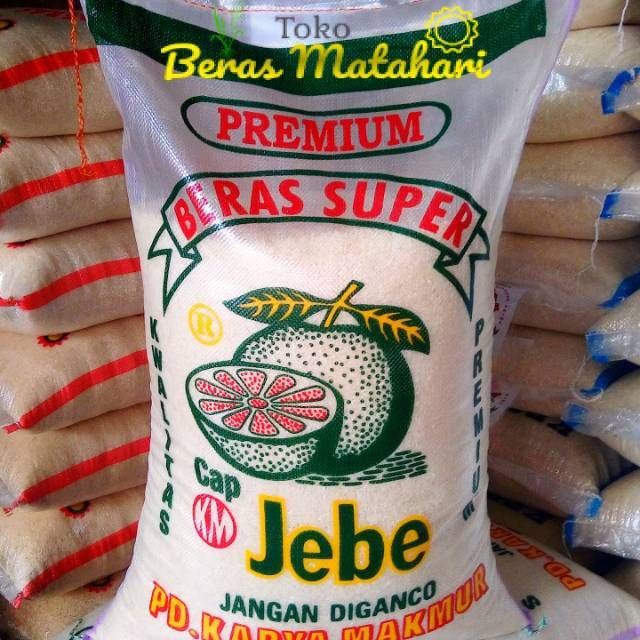 Toko
Beras Matahari
PREMIUM
BERAS SUPER
®
KWALITAS
PREMIUM
Cap
KM
Jebe
JANGAN DIGANCO
PD.KARYA MAKMUR